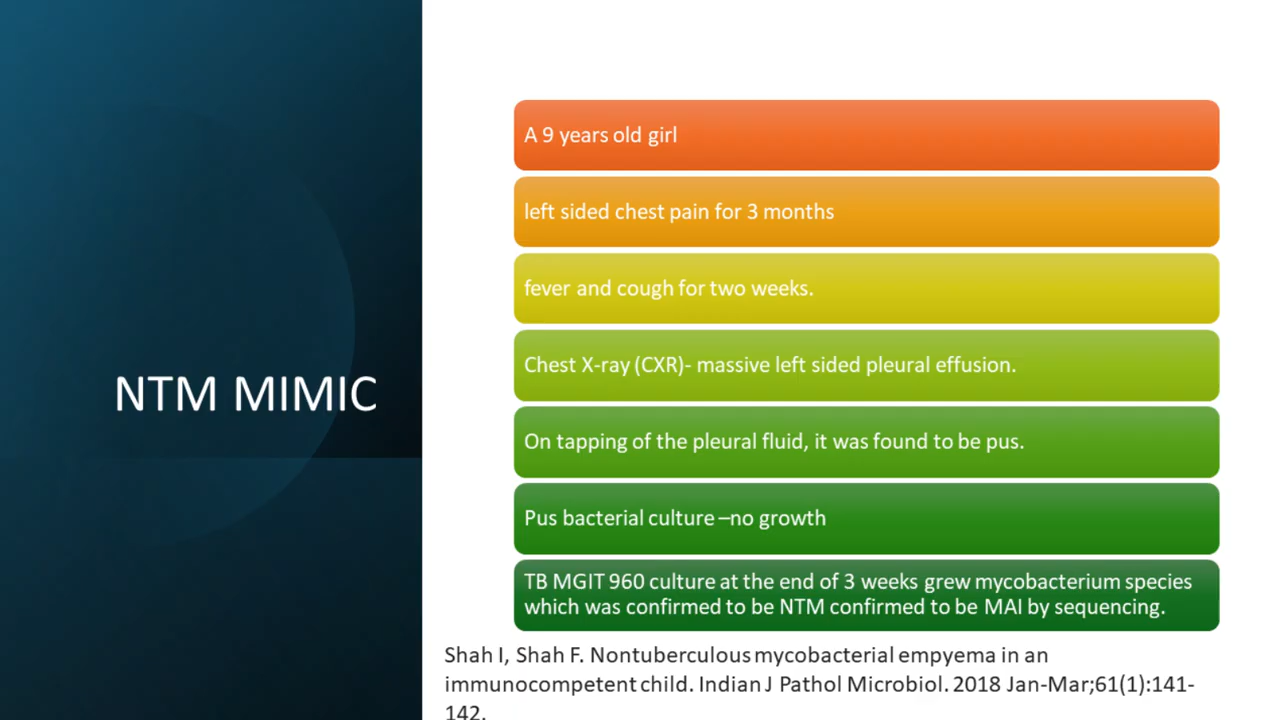 NTM MIMIC
A 9 years old girl
left sided chest pain for 3 months
fever and cough for two weeks.
Chest X-ray (CXR)- massive left sided pleural effusion.
On tapping of the pleural fluid, it was found to be pus.
Pus bacterial culture –no growth
TB MGIT 960 culture at the end of 3 weeks grew mycobacterium species
which was confirmed to be NTM confirmed to be MAI by sequencing.
Shah I, Shah F. Nontuberculous mycobacterial empyema in an
immunocompetent child. Indian J Pathol Microbiol. 2018 Jan-Mar;61(1):141-
142.